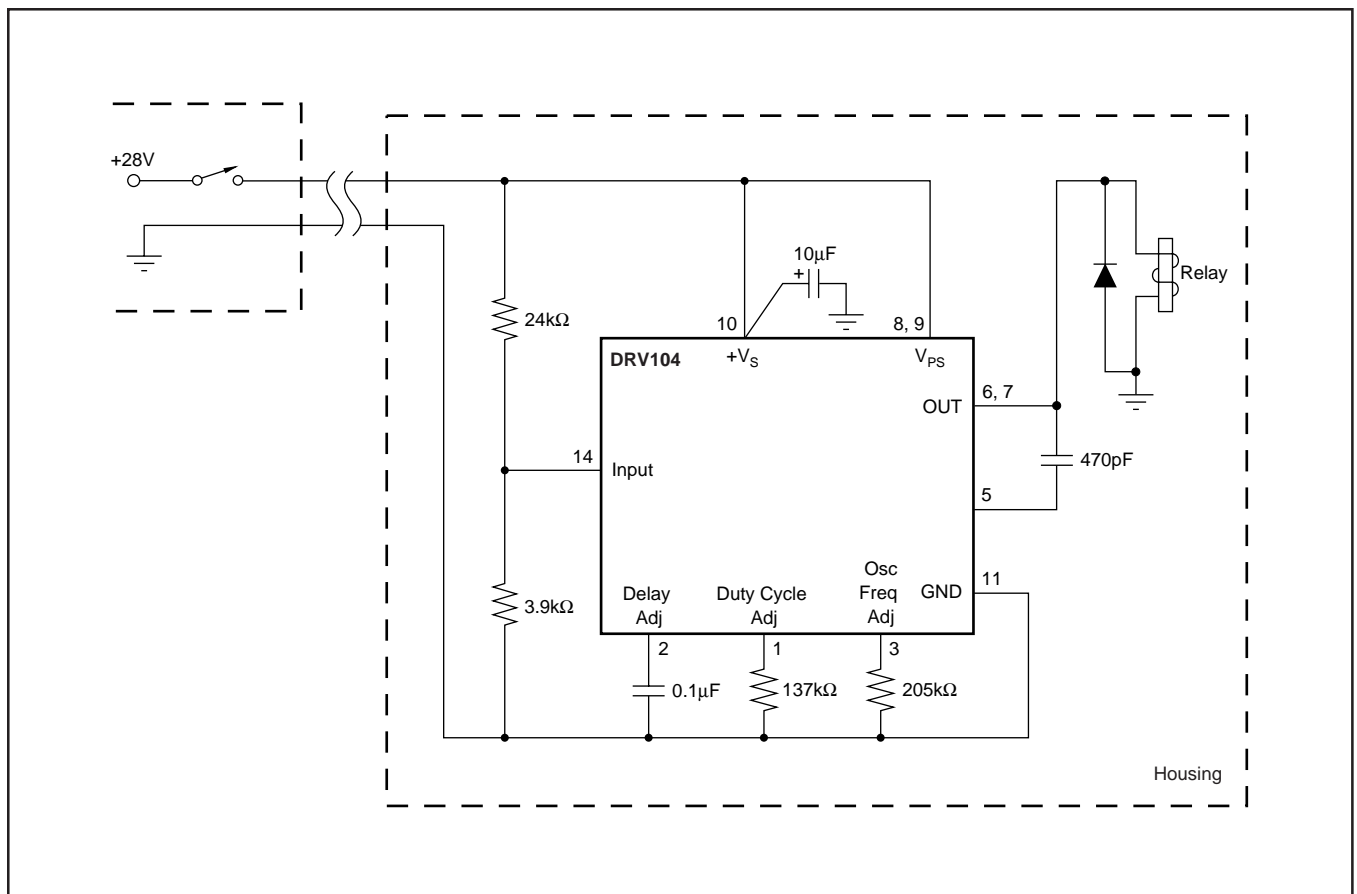 +28V
10μF
+
Relay
24kΩ
10
8, 9
DRV104
+VS
VPS
6, 7
OUT
14
Input
470pF
5
Osc
11
Delay
Duty Cycle
Freq
GND
3.9kΩ
Adj
Adj
Adj
2
1
3
0.1μF
137kΩ
205kΩ
Housing